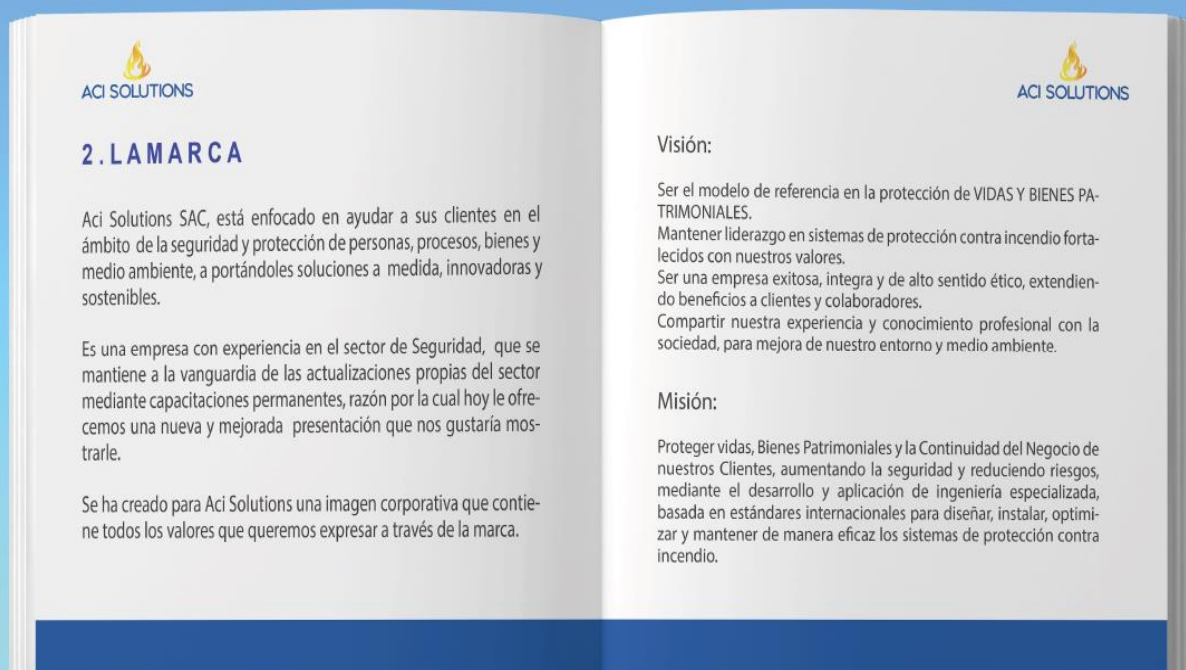 ACI SOLUTIONS
2.LAMARCA
Aci Solutions SAC, está enfocado en ayudar a sus clientes en el
ámbito de la seguridad y protección de personas, procesos, bienes y
medio ambiente, a portándoles soluciones a medida, innovadoras y
sostenibles.
Es una empresa con experiencia en el sector de Seguridad, que se
mantiene a la vanguardia de las actualizaciones propias del sector
mediante capacitaciones permanentes, razón por la cual hoy le ofre-
cemos una nueva y mejorada presentación que nos gustaría mos-
trarle.
Se ha creado para Aci Solutions una imagen corporativa que contie-
ne todos los valores que queremos expresar a través de la marca.
ACI SOLUTIONS
Visión:
Ser el modelo de referencia en la protección de VIDAS Y BIENES PA-
TRIMONIALES.
Mantener liderazgo en sistemas de protección contra incendio forta-
lecidos con nuestros valores.
Ser una empresa exitosa, integra y de alto sentido ético, extendien-
do beneficios a clientes y colaboradores.
Compartir nuestra experiencia y conocimiento profesional con la
sociedad, para mejora de nuestro entorno y medio ambiente.
Misión:
Proteger vidas, Bienes Patrimoniales y la Continuidad del Negocio de
nuestros Clientes, aumentando la seguridad y reduciendo riesgos,
mediante el desarrollo y aplicación de ingeniería especializada,
basada en estándares internacionales para diseñar, instalar, optimi-
zar y mantener de manera eficaz los sistemas de protección contra
incendio.